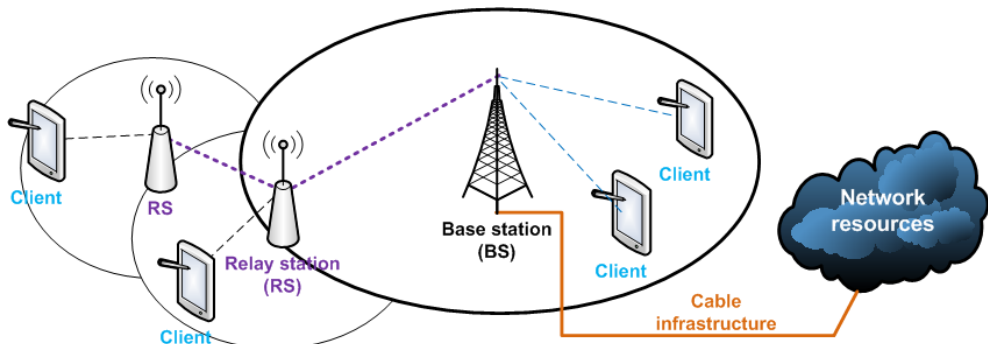 Client
RS
Client
Relay station
(RS)
Base station
(BS)
Client
Client
Network
resources
Cable
infrastructure